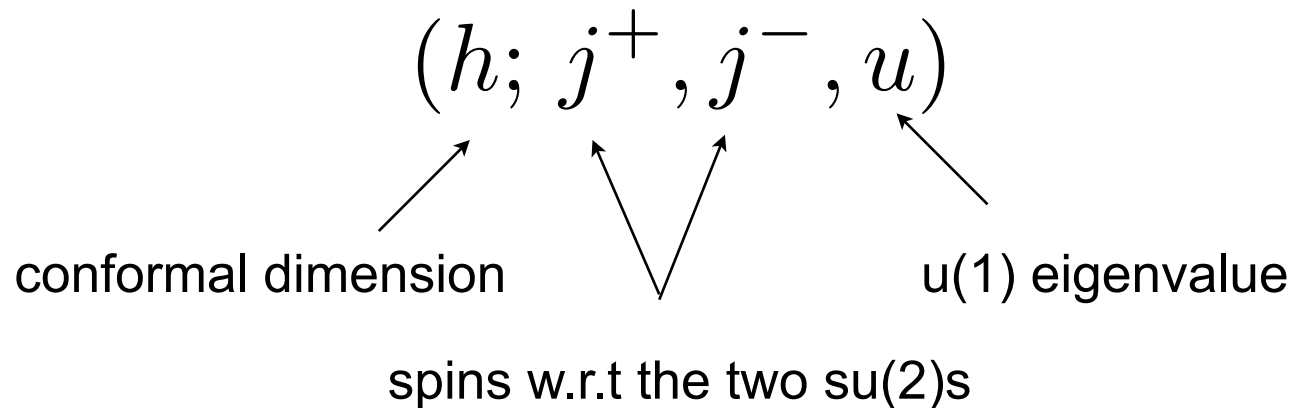 (h; j⁺, j⁻, u)
conformal dimension
u(1) eigenvalue
spins w.r.t the two su(2)s